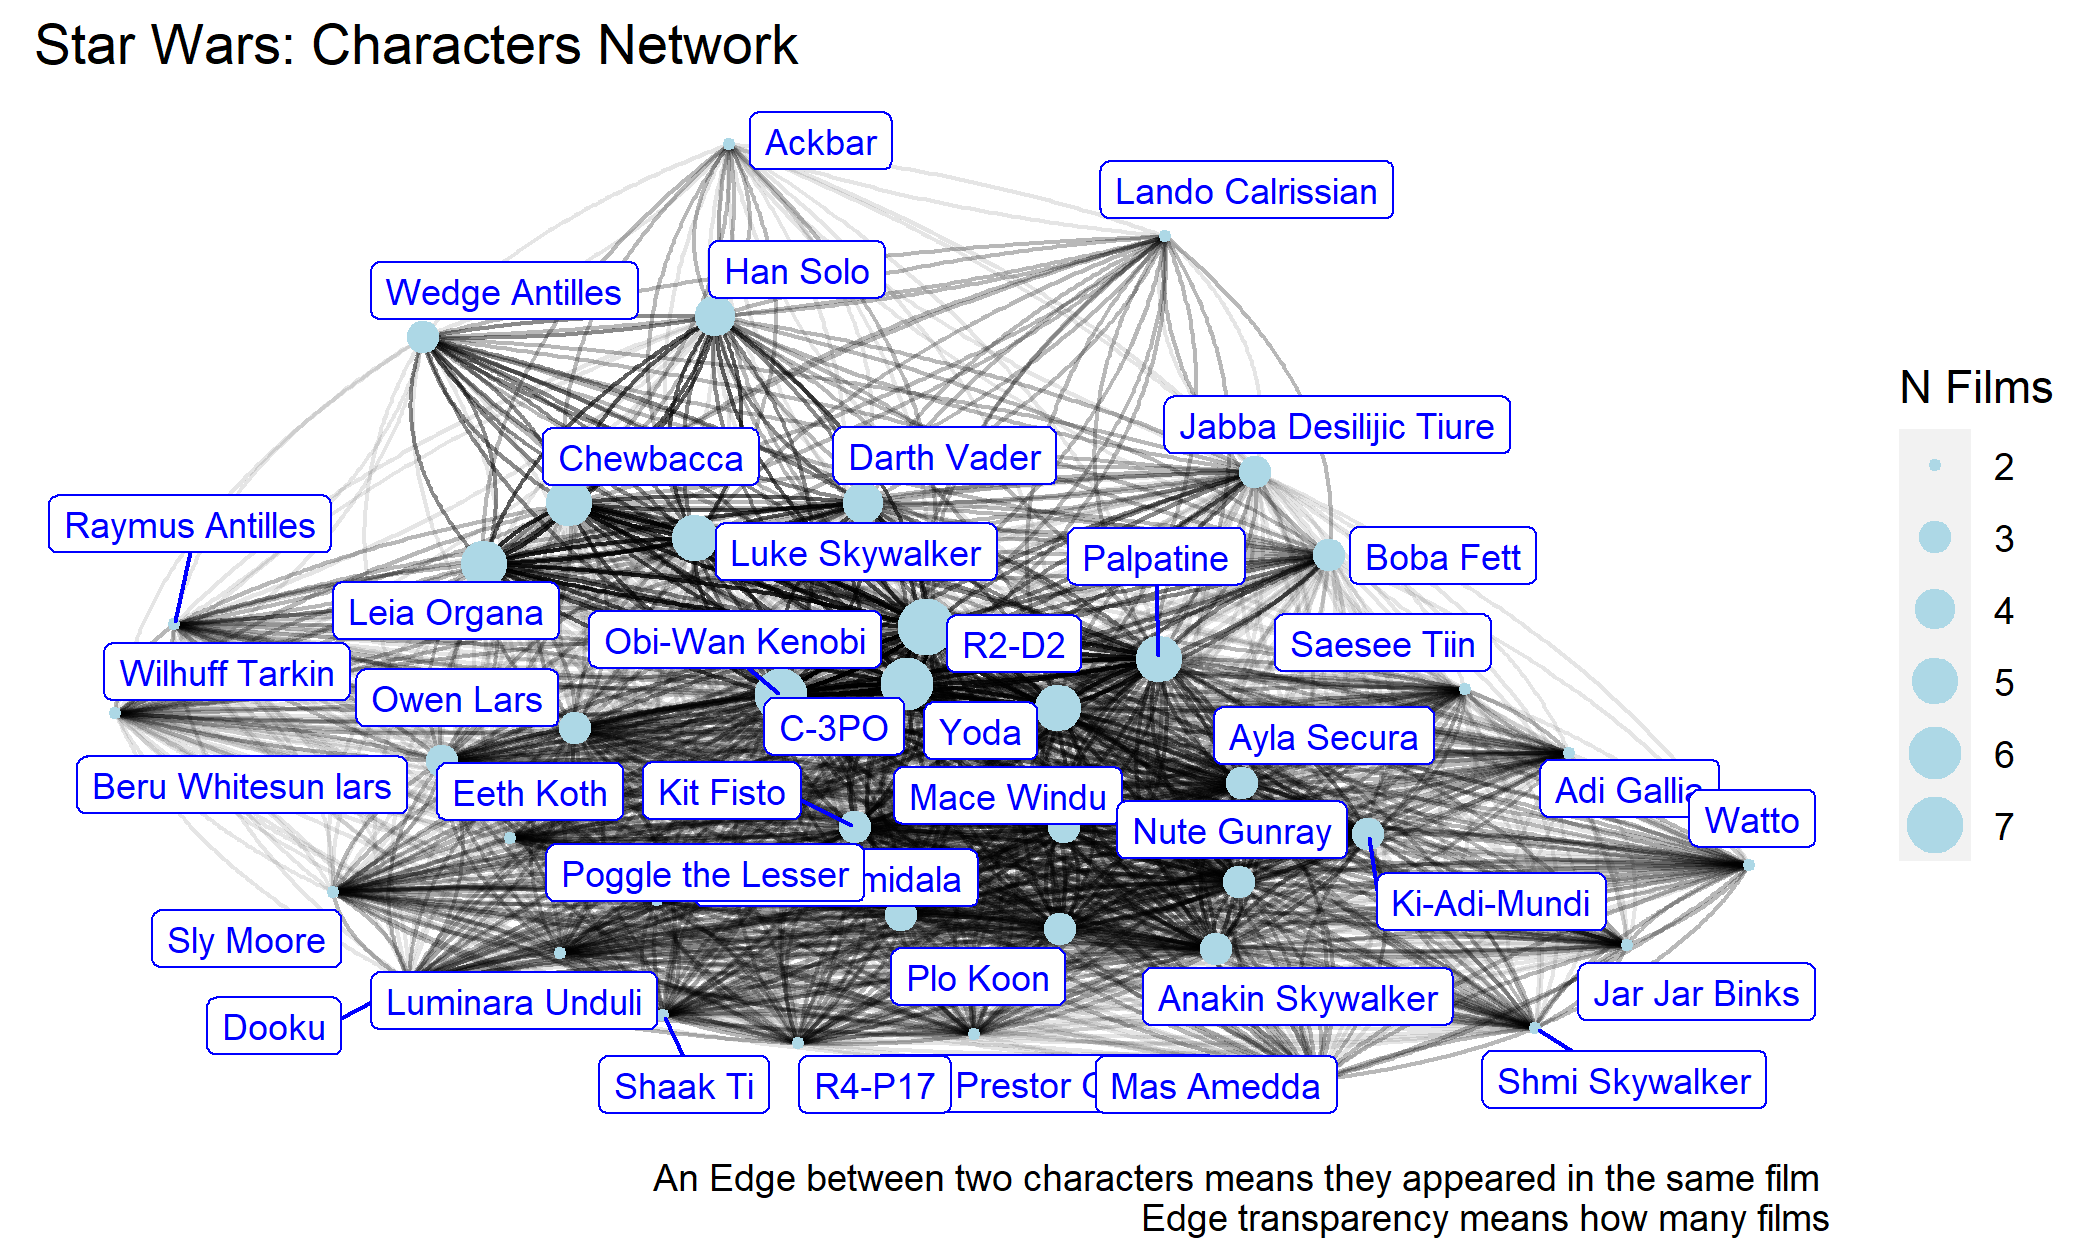 Star Wars: Characters Network
Ackbar
Lando Calrissian
Han Solo
Wedge Antilles
N Films
2
3
4
5
6
7
Jabba Desilijic Tiure
Chewbacca
Darth Vader
Raymus Antilles
Luke Skywalker
Palpatine
Boba Fett
Leia Organa
Obi-Wan Kenobi
R2-D2
Saesee Tiin
Wilhuff Tarkin
Owen Lars
C-3PO
Yoda
Ayla Secura
Beru Whitesun lars
Eeth Koth
Kit Fisto
Mace Windu
Adi Gallia
Watto
Nute Gunray
Poggle the Lesser
midala
Ki-Adi-Mundi
Sly Moore
Plo Koon
Anakin Skywalker
Jar Jar Binks
Luminara Unduli
Dooku
Shaak Ti
R4-P17
Prestor
Mas Amedda
Shmi Skywalker
An Edge between two characters means they appeared in the same film
Edge transparency means how many films